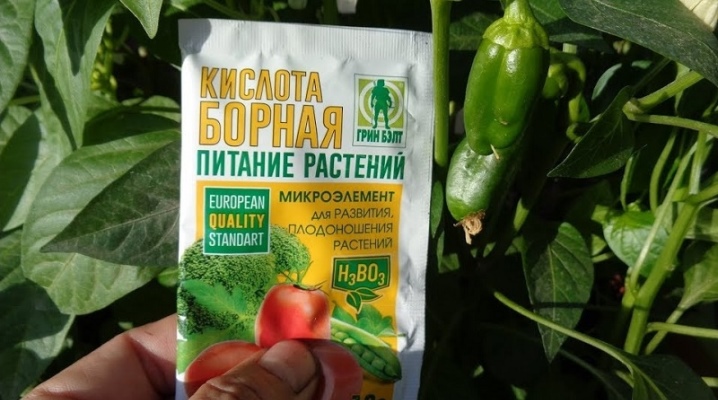 КИСЛОТА
БОРНАЯ
ГРИН БЭЛТ
ПИТАНИЕ РАСТЕНИЙ
EUROPEAN
QUALITY
STANDART
МИКРОЭЛЕМЕНТ
для РАЗВИТИЯ,
ПЛОДОНОШЕНИЯ
РАСТЕНИЙ
H₃BO₃